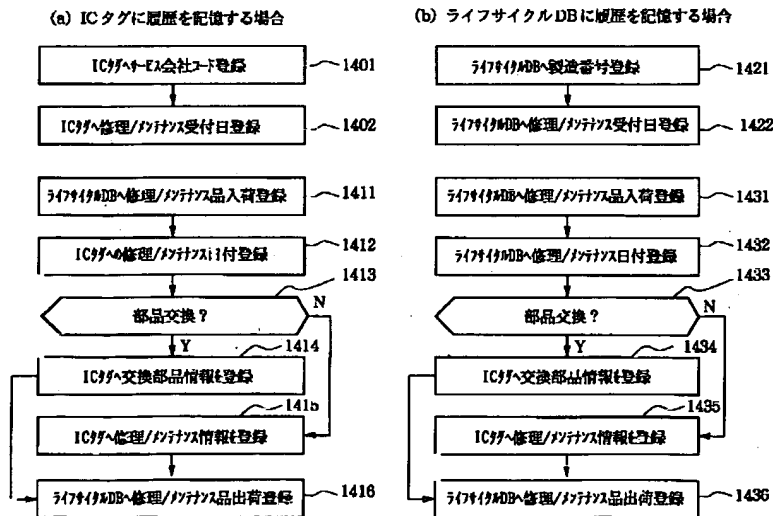 (a) ICタグに履歴を記憶する場合
ICﾀｸﾞへｻｰﾋﾞｽ会社ｺｰﾄﾞ登録
1401
ICﾀｸﾞへ修理/ﾒﾝﾃﾅﾝｽ受付日登録
1402
ﾗｲﾌｻｲｸﾙDBへ修理/ﾒﾝﾃﾅﾝｽ品入荷登録
1411
ICﾀｸﾞへの修理/ﾒﾝﾃﾅﾝｽ日付登録
1412
1413
部品交換?
N
Y
1414
ICﾀｸﾞへ交換部品情報を登録
1415
ICﾀｸﾞへ修理/ﾒﾝﾃﾅﾝｽ情報を登録
ﾗｲﾌｻｲｸﾙDBへ修理/ﾒﾝﾃﾅﾝｽ品出荷登録
1416
(b) ライフサイクルDBに履歴を記憶する場合
ﾗｲﾌｻｲｸﾙDBへ製造番号登録
1421
ﾗｲﾌｻｲｸﾙDBへ修理/ﾒﾝﾃﾅﾝｽ受付日登録
1422
ﾗｲﾌｻｲｸﾙDBへ修理/ﾒﾝﾃﾅﾝｽ品入荷登録
1431
ﾗｲﾌｻｲｸﾙDBへ修理/ﾒﾝﾃﾅﾝｽ日付登録
1432
1433
部品交換?
N
Y
1434
ICﾀｸﾞへ交換部品情報を登録
1435
ICﾀｸﾞへ修理/ﾒﾝﾃﾅﾝｽ情報を登録
ﾗｲﾌｻｲｸﾙDBへ修理/ﾒﾝﾃﾅﾝｽ品出荷登録
1436